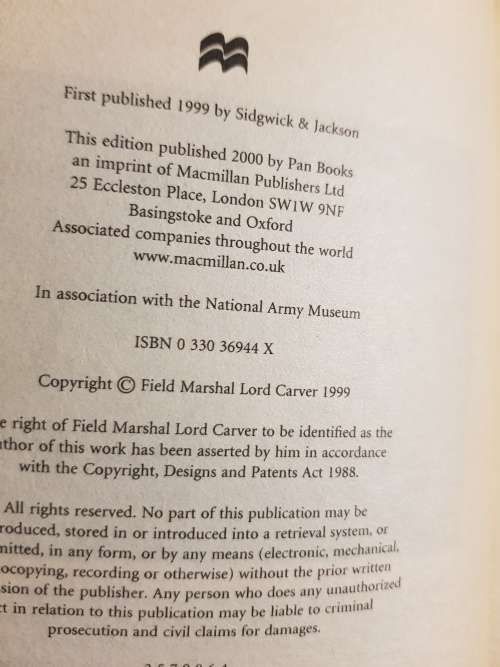 First published 1999 by Sidgwick & Jackson
This edition published 2000 by Pan Books
an imprint of Macmillan Publishers Ltd
25 Eccleston Place, London SW1W 9NF
Basingstoke and Oxford
Associated companies throughout the world
www.macmillan.co.uk
In association with the National Army Museum
ISBN 0 330 36944 X
Copyright © Field Marshal Lord Carver 1999
e right of Field Marshal Lord Carver to be identified as the
thor of this work has been asserted by him in accordance
with the Copyright, Designs and Patents Act 1988.
All rights reserved. No part of this publication may be
roduced, stored in or introduced into a retrieval system, or
mitted, in any form, or by any means (electronic, mechanical,
ocopying, recording or otherwise) without the prior written
sion of the publisher. Any person who does any unauthorized
ct in relation to this publication may be liable to criminal
prosecution and civil claims for damages.